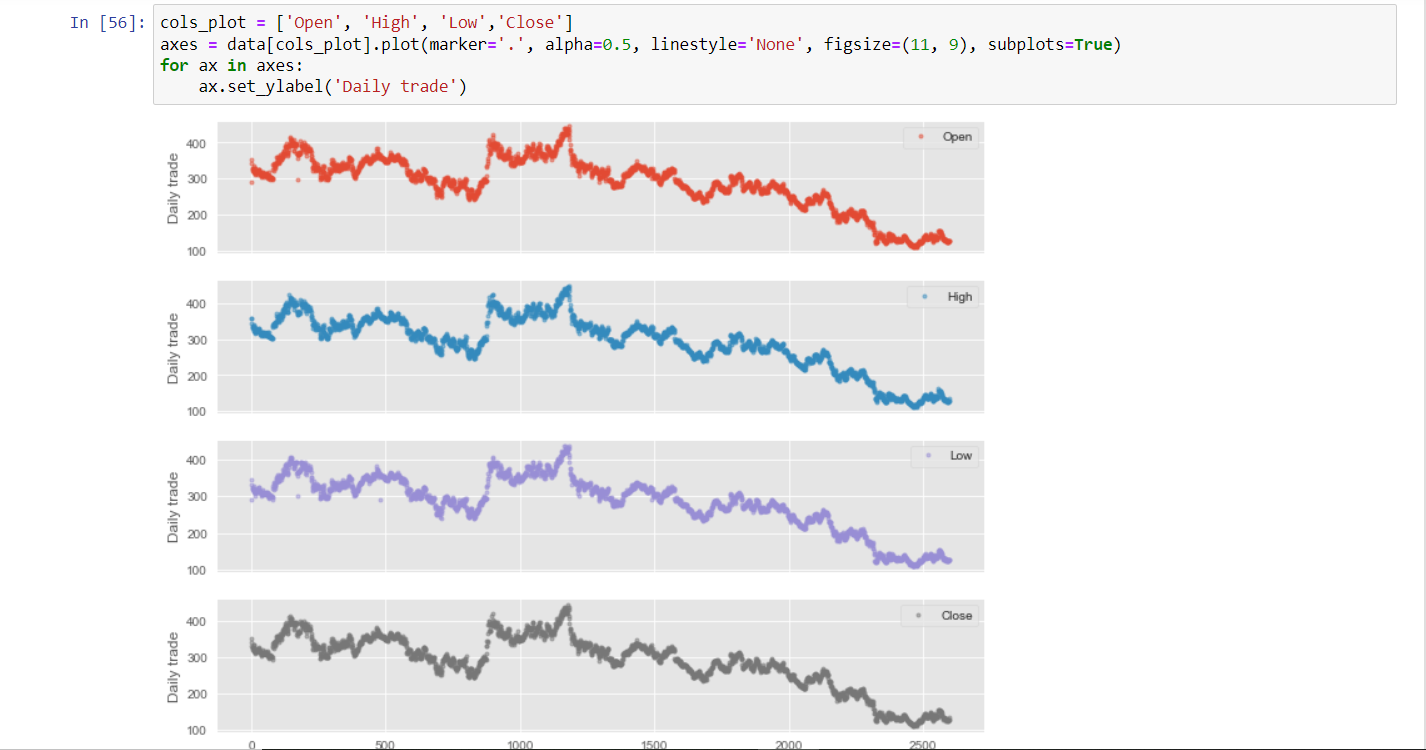 In [56]: cols_plot = ['Open', 'High', 'Low','Close']
axes = data[cols_plot].plot(marker='.', alpha=0.5, linestyle='None', figsize=(11, 9), subplots=True)
for ax in axes:
    ax.set_ylabel('Daily trade')
Open
400
300
200
100
Daily trade
High
400
300
200
100
Daily trade
Low
400
300
200
100
Daily trade
Close
400
300
200
100
Daily trade
0 500 1000 1500 2000 2500